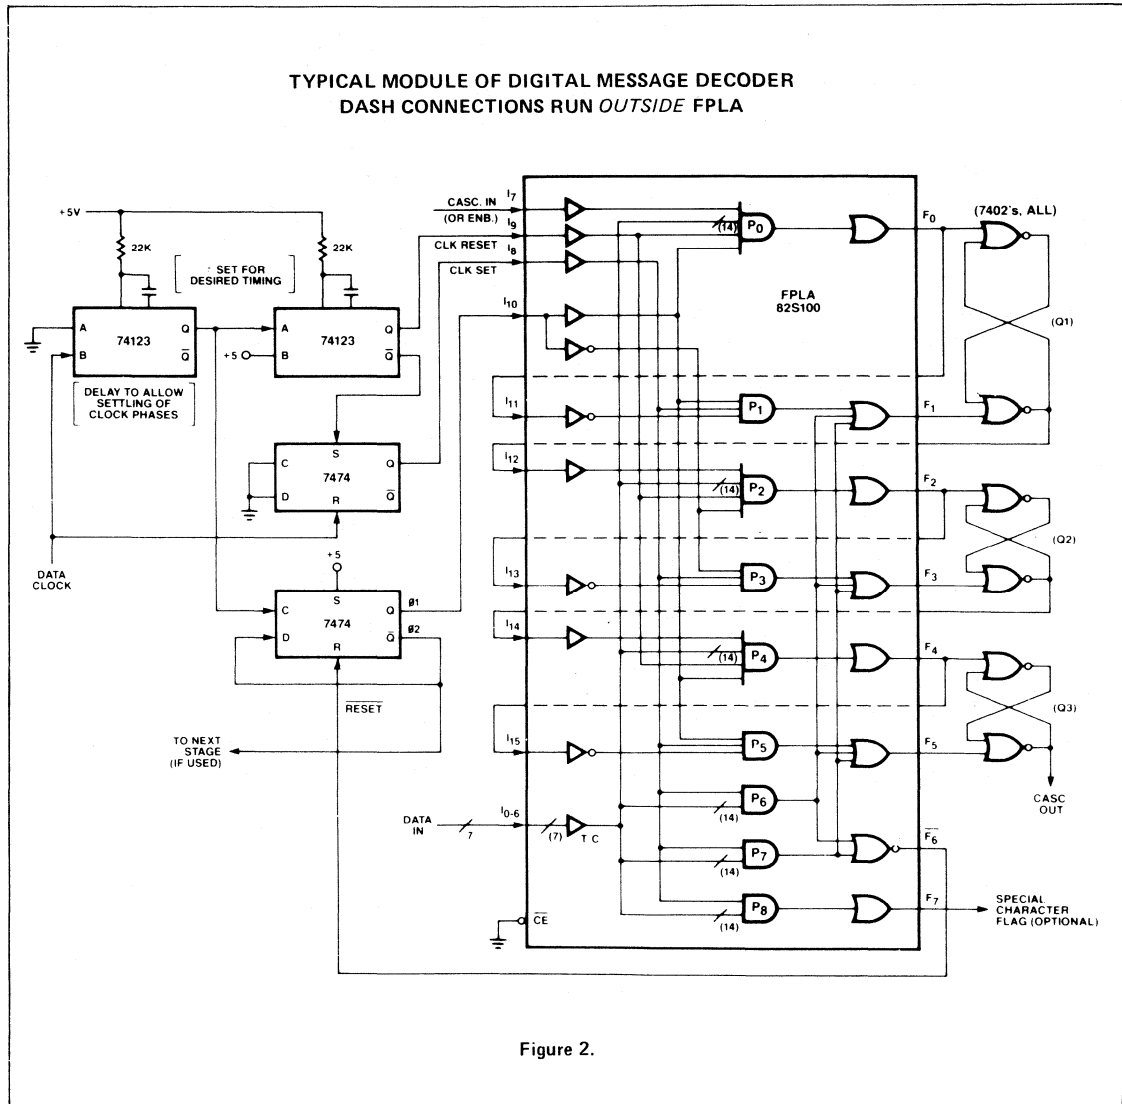 TYPICAL MODULE OF DIGITAL MESSAGE DECODER
DASH CONNECTIONS RUN OUTSIDE FPLA
+5V
22K
22K
[ : SET FOR
DESIRED TIMING ]
A
B
74123
Q
Q̅
A
B
74123
Q
Q̅
+5
[ DELAY TO ALLOW
SETTLING OF
CLOCK PHASES ]
S
C
D
7474
R
Q
Q̅
DATA
CLOCK
+5
S
C
D
7474
R
Q
Q̅
ø1
ø2
R̅E̅S̅E̅T̅
TO NEXT
STAGE
(IF USED)
CASC. IN
(OR ENB.)
I7
CLK RESET
I9
CLK SET
I8
I10
I11
I12
I13
I14
I15
DATA
IN
7
I0-6
(7)
T C
C̅E̅
FPLA
82S100
(14)
P0
P1
(14)
P2
P3
(14)
P4
P5
P6
(14)
P7
(14)
P8
(14)
F0
F1
F2
F3
F4
F5
F̅6̅
F7
(7402's, ALL)
(Q1)
(Q2)
(Q3)
CASC
OUT
SPECIAL
CHARACTER
FLAG (OPTIONAL)
Figure 2.